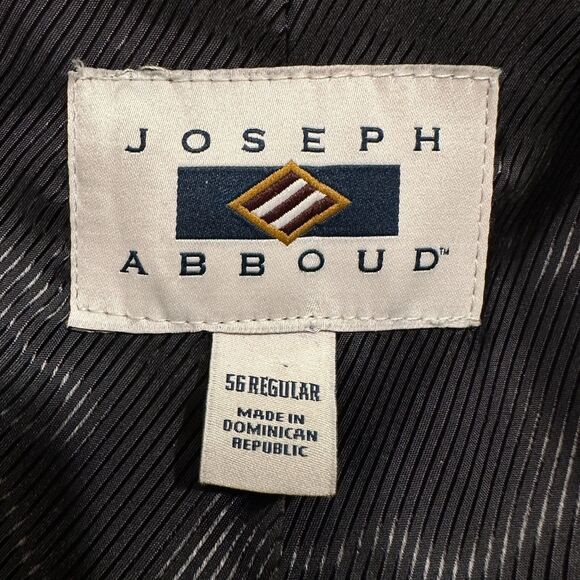 JOSEPH
ABBOUD™
56 REGULAR
MADE IN
DOMINICAN
REPUBLIC